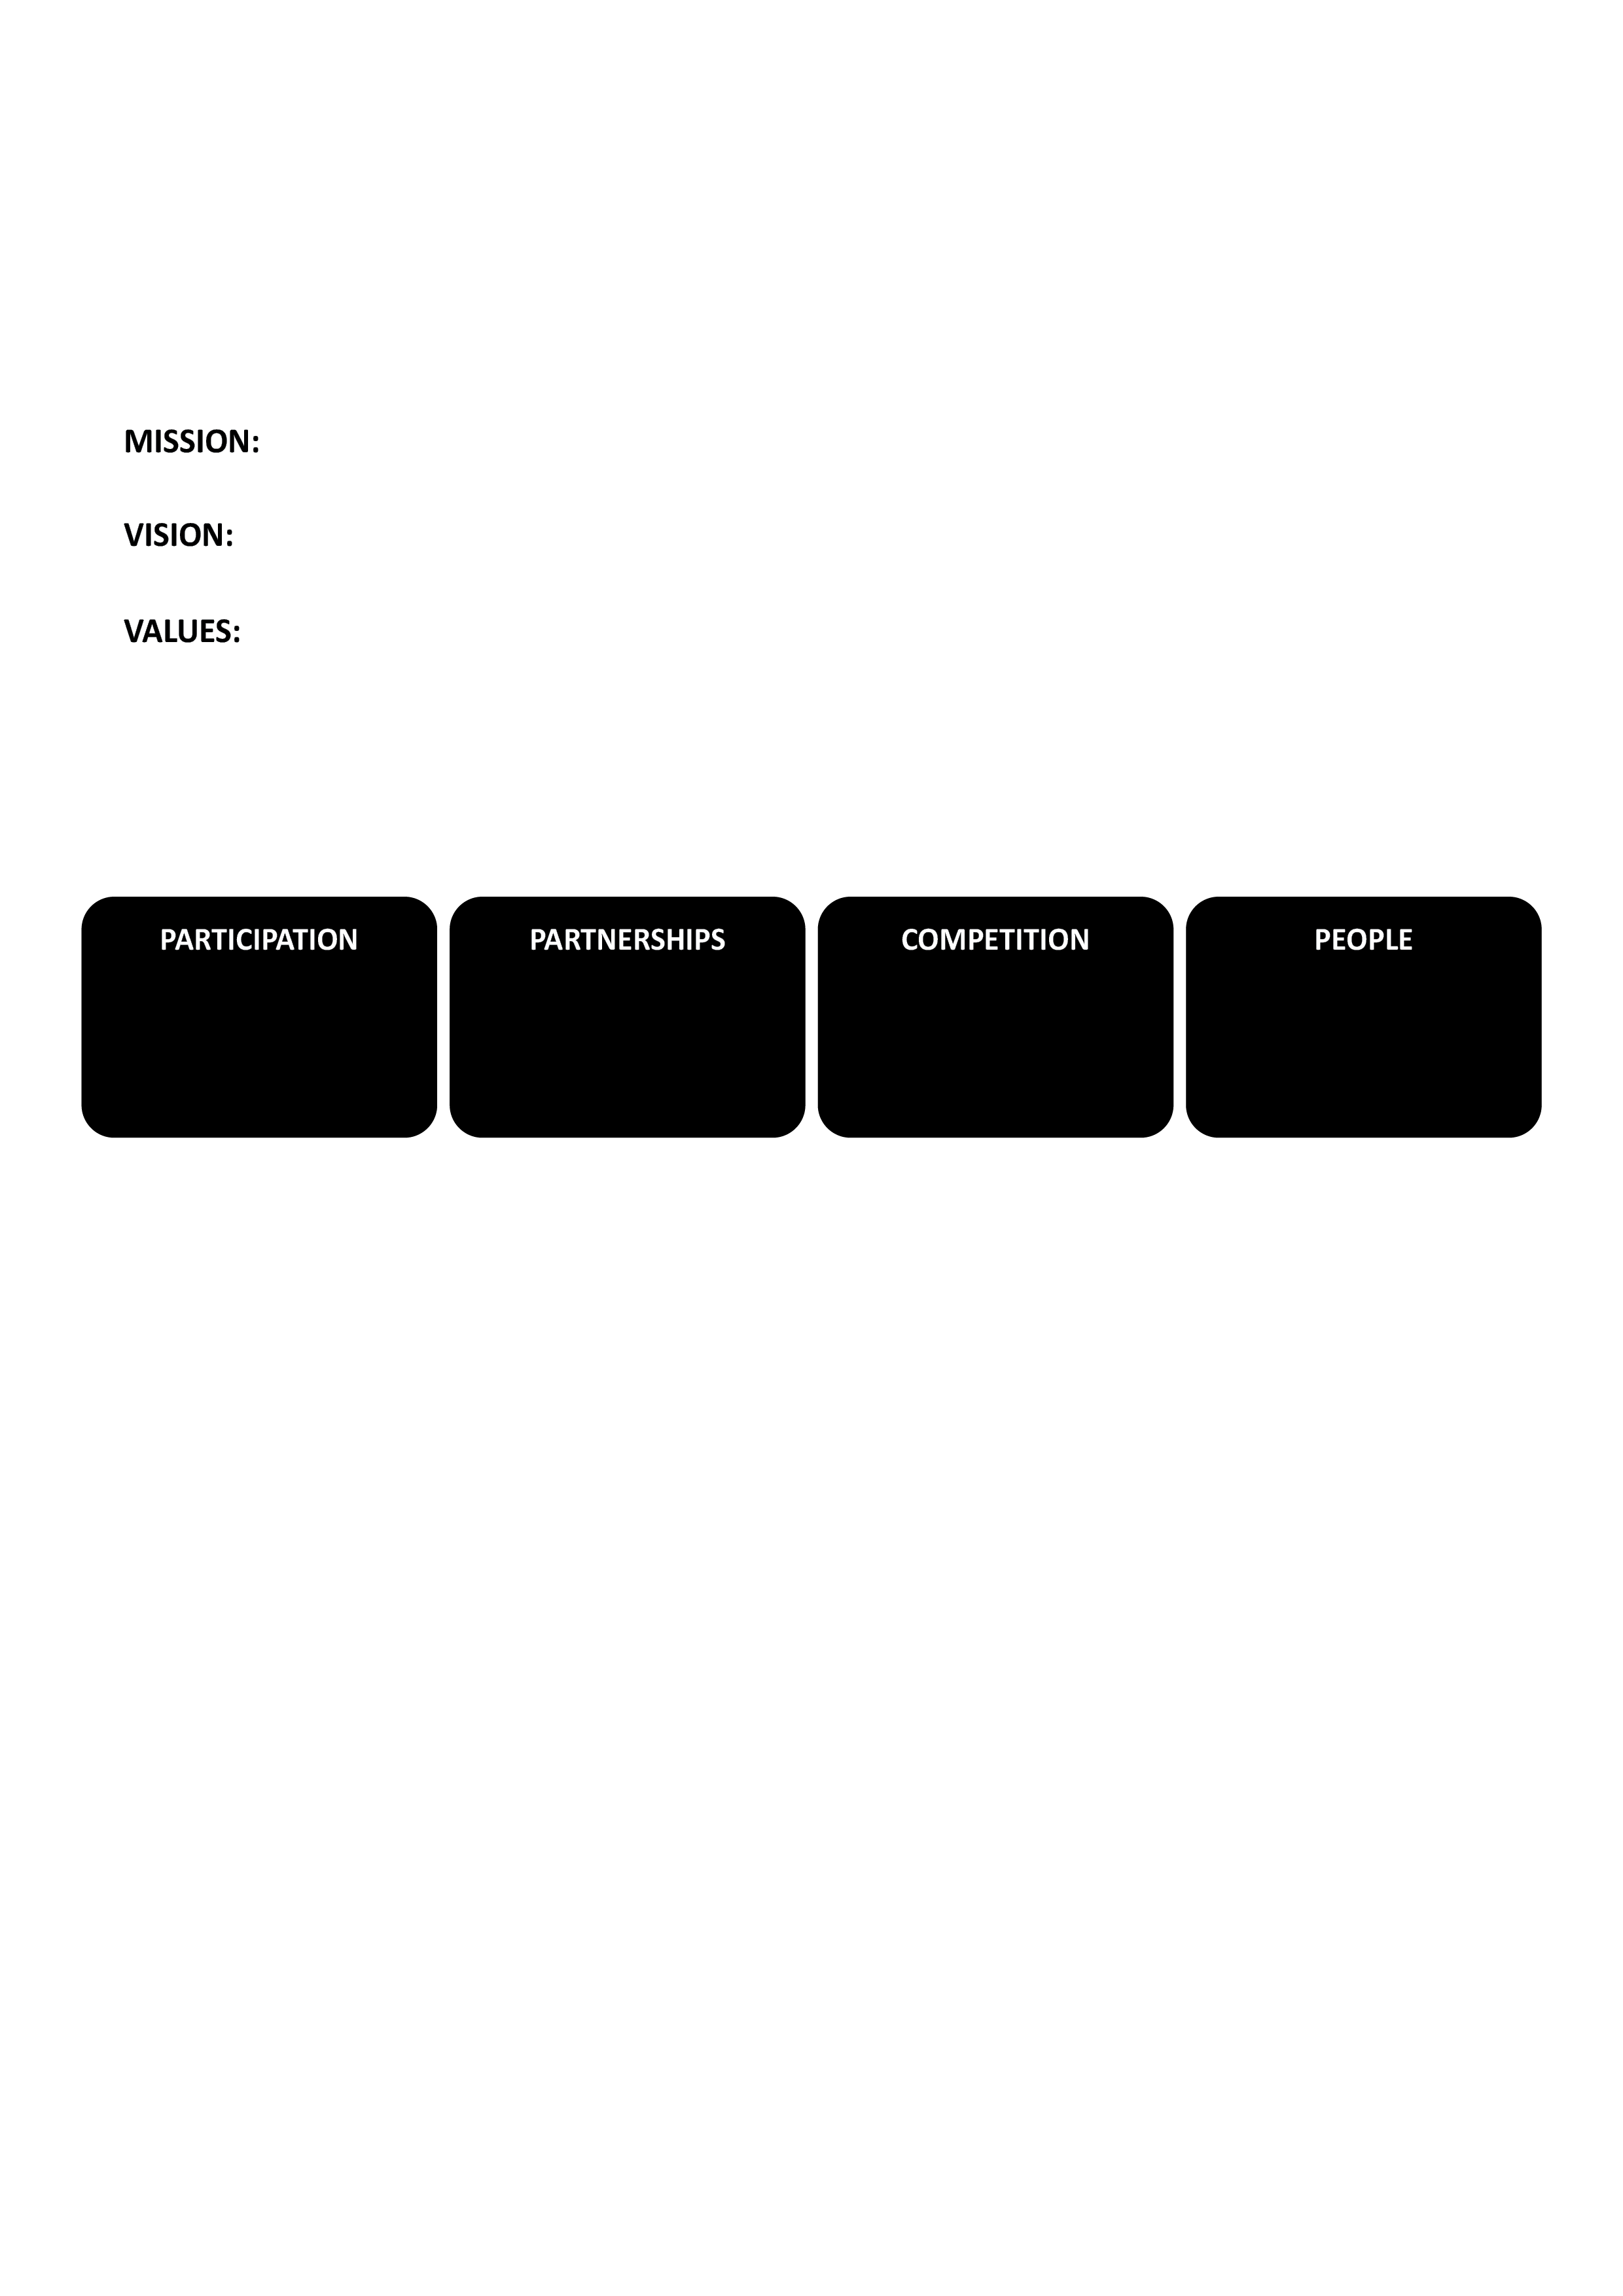 MISSION:
VISION:
VALUES:
PARTICIPATION
PARTNERSHIPS
COMPETITION
PEOPLE